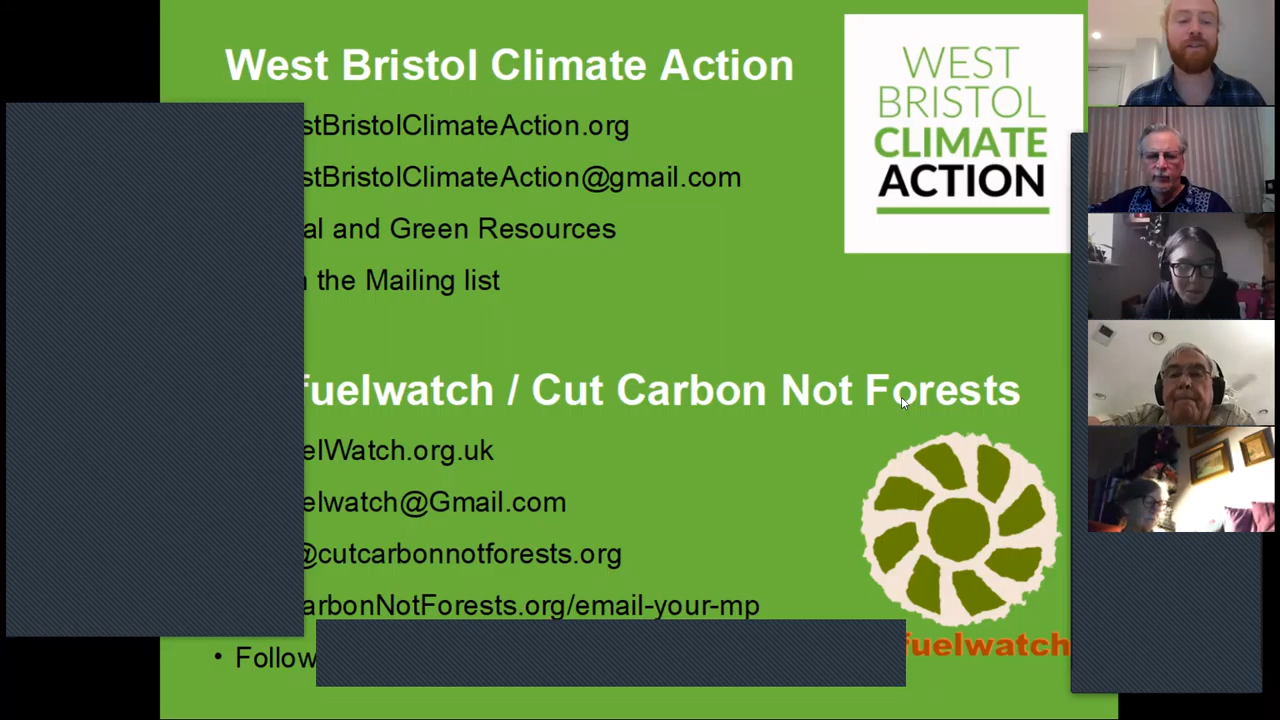 West Bristol Climate Action
stBristolClimateAction.org
stBristolClimateAction@gmail.com
al and Green Resources
the Mailing list
fuelwatch / Cut Carbon Not Forests
elWatch.org.uk
elwatch@Gmail.com
@cutcarbonnotforests.org
arbonNotForests.org/email-your-mp
• Follow
WEST
BRISTOL
CLIMATE
ACTION
fuelwatch